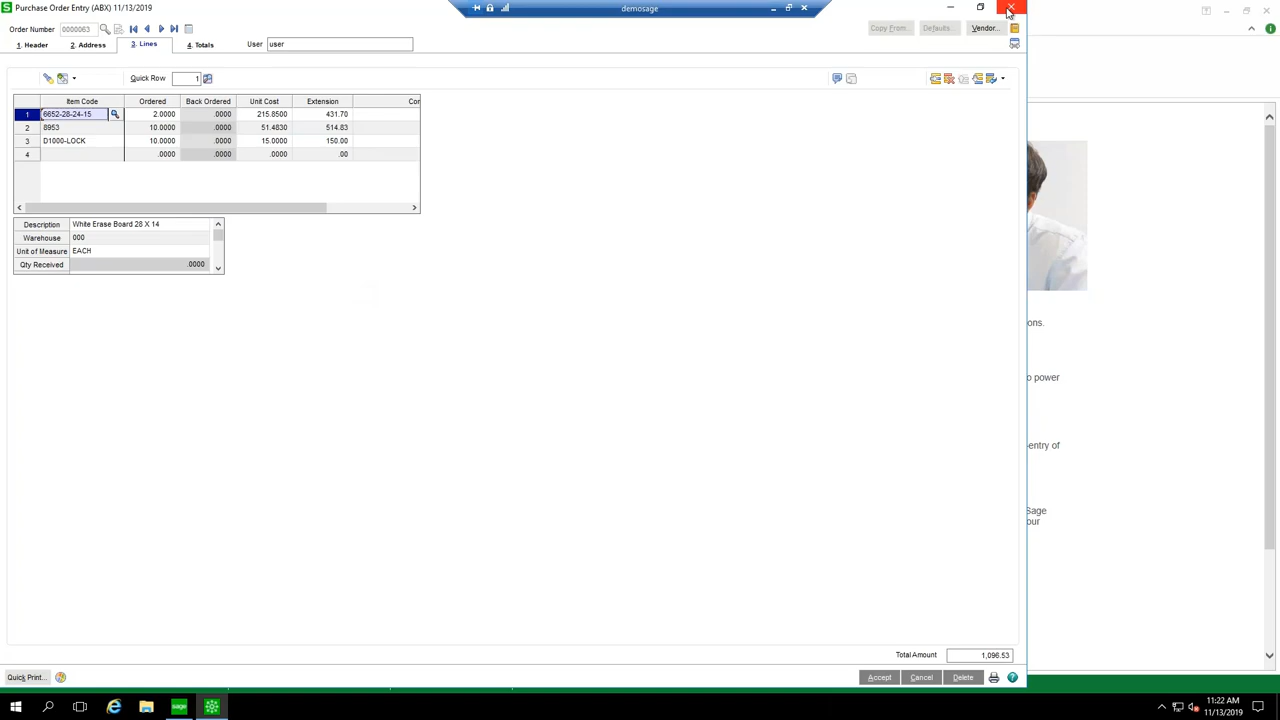 Purchase Order Entry (ABX) 11/13/2019
demosage
Order Number 0000063
Copy From... Defaults... Vendor...
1. Header 2. Address 3. Lines 4. Totals User user
Quick Row 1
Item Code Ordered Back Ordered Unit Cost Extension Cor
1 6652-28-24-15 2.0000 .0000 215.8500 431.70
2 8953 10.0000 .0000 51.4830 514.83
3 D1000-LOCK 10.0000 .0000 15.0000 150.00
4 .0000 .0000 .0000 .00
Description White Erase Board 28 X 14
Warehouse 000
Unit of Measure EACH
Qty Received .0000
ons.
o power
-entry of
Sage
our
Total Amount 1,096.53
Quick Print... Accept Cancel Delete
sage
11:22 AM
11/13/2019